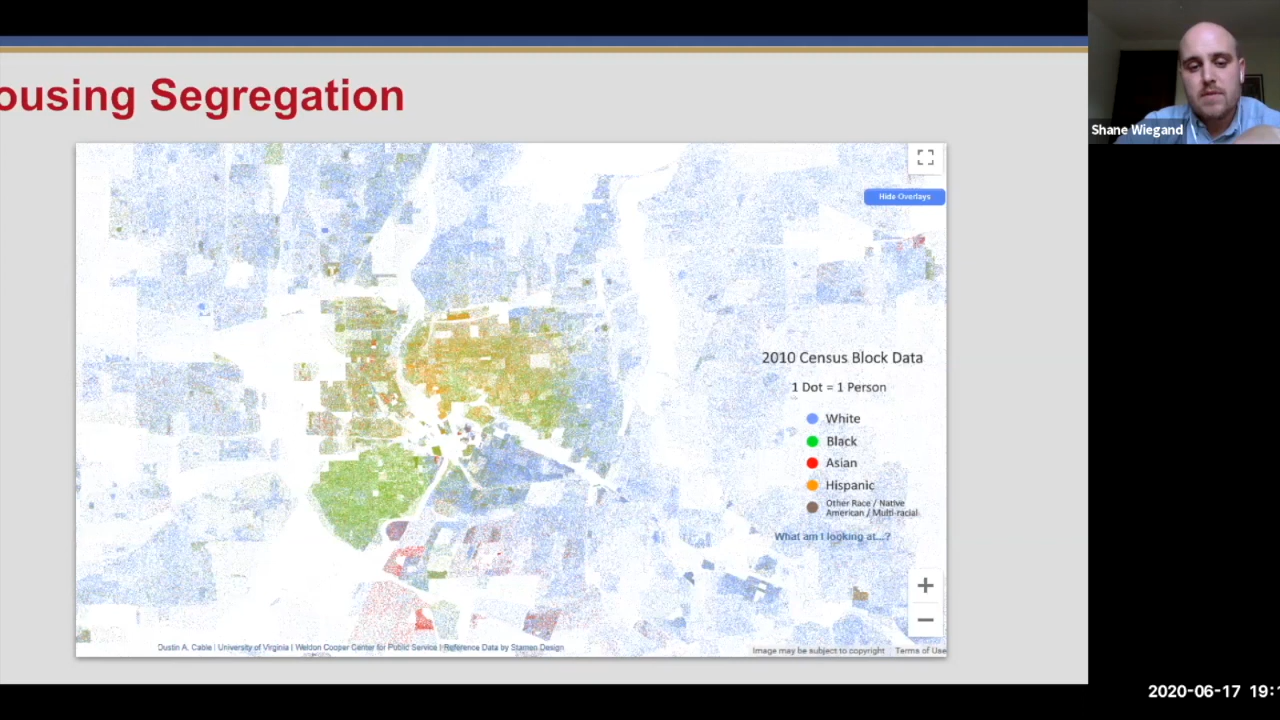 ousing Segregation
Shane Wiegand
Hide Overlays
2010 Census Block Data
1 Dot = 1 Person
White
Black
Asian
Hispanic
Other Race / Native
American / Multi-racial
What am I looking at...?
Dustin A. Cable | University of Virginia | Weldon Cooper Center for Public Service | Reference Data by Stamen Design
Image may be subject to copyright
Terms of Use
2020-06-17 19: